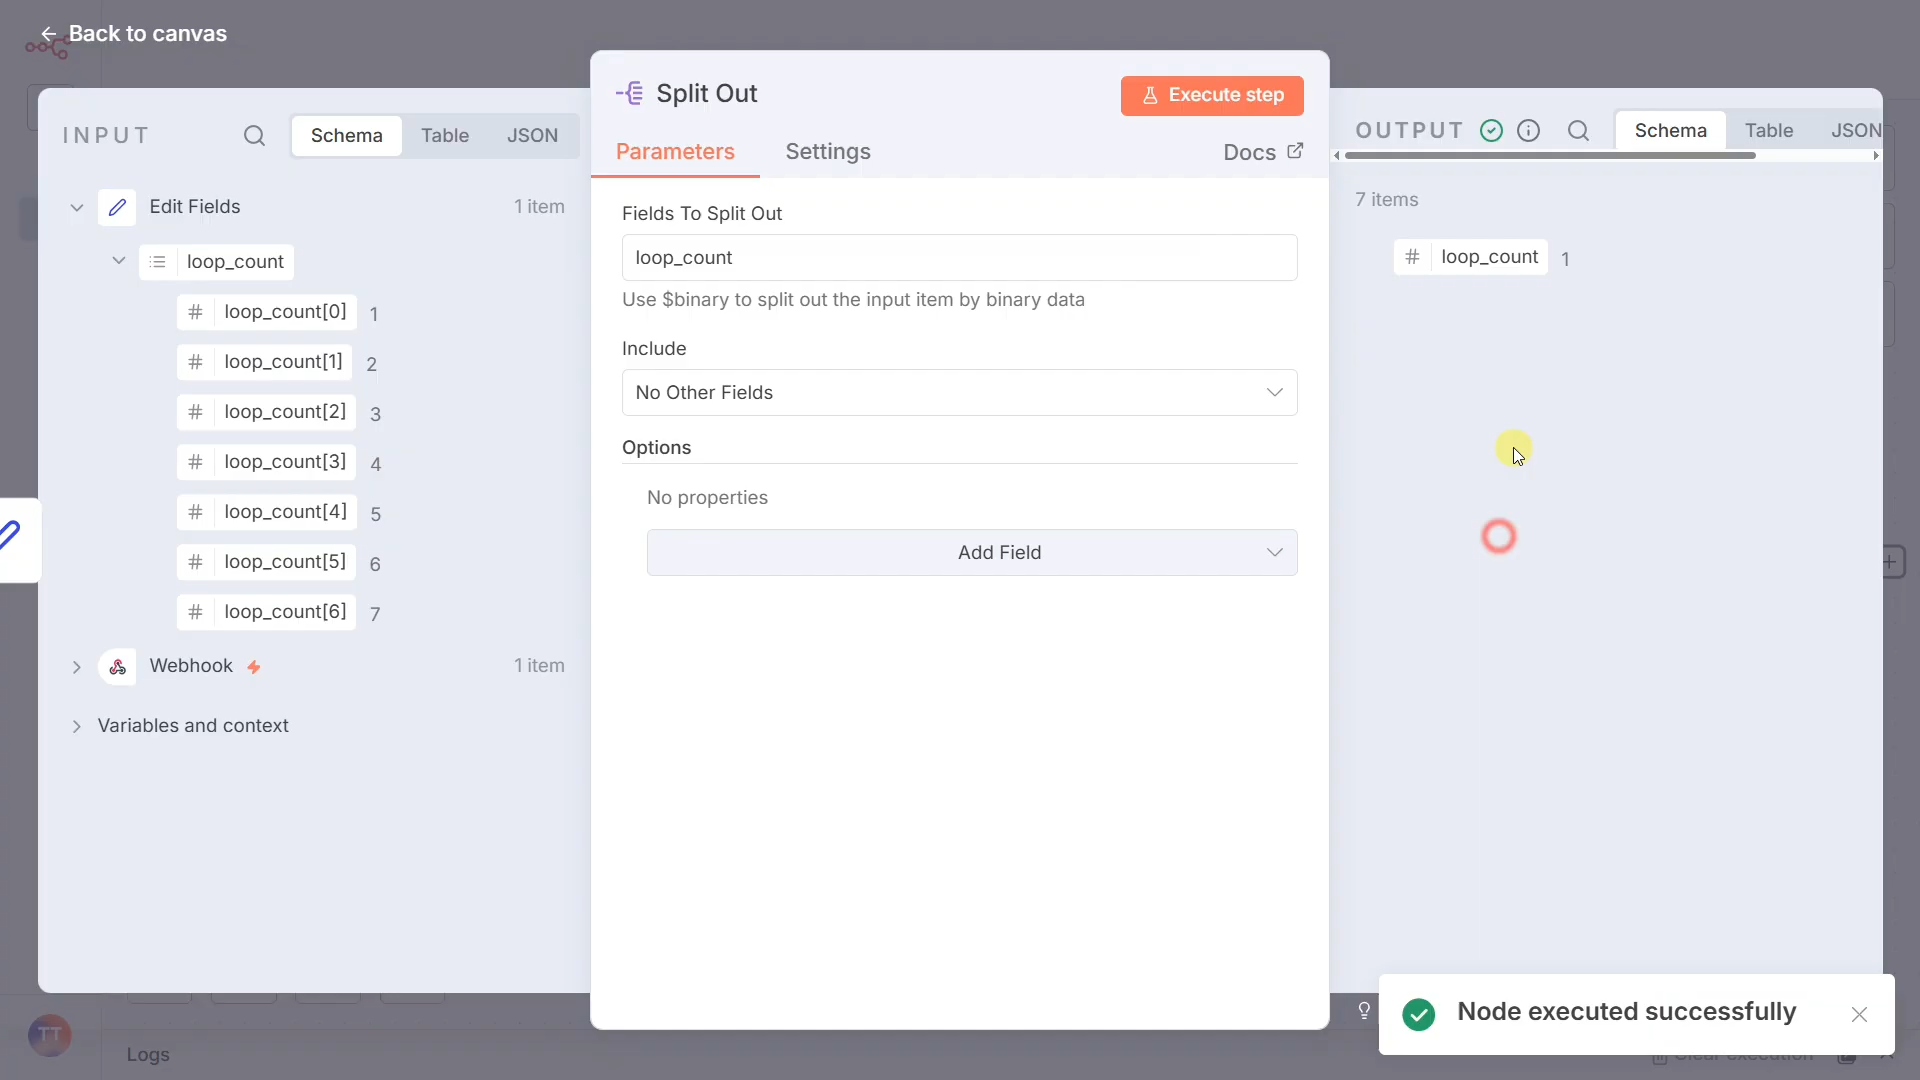 Back to canvas
INPUT
Schema
Table
JSON
Edit Fields
1 item
loop_count
# loop_count[0] 1
# loop_count[1] 2
# loop_count[2] 3
# loop_count[3] 4
# loop_count[4] 5
# loop_count[5] 6
# loop_count[6] 7
Webhook
1 item
Variables and context
Split Out
Execute step
Parameters
Settings
Docs
Fields To Split Out
loop_count
Use $binary to split out the input item by binary data
Include
No Other Fields
Options
No properties
Add Field
OUTPUT
Schema
Table
JSON
7 items
# loop_count 1
Node executed successfully
TT
Logs
Clear execution